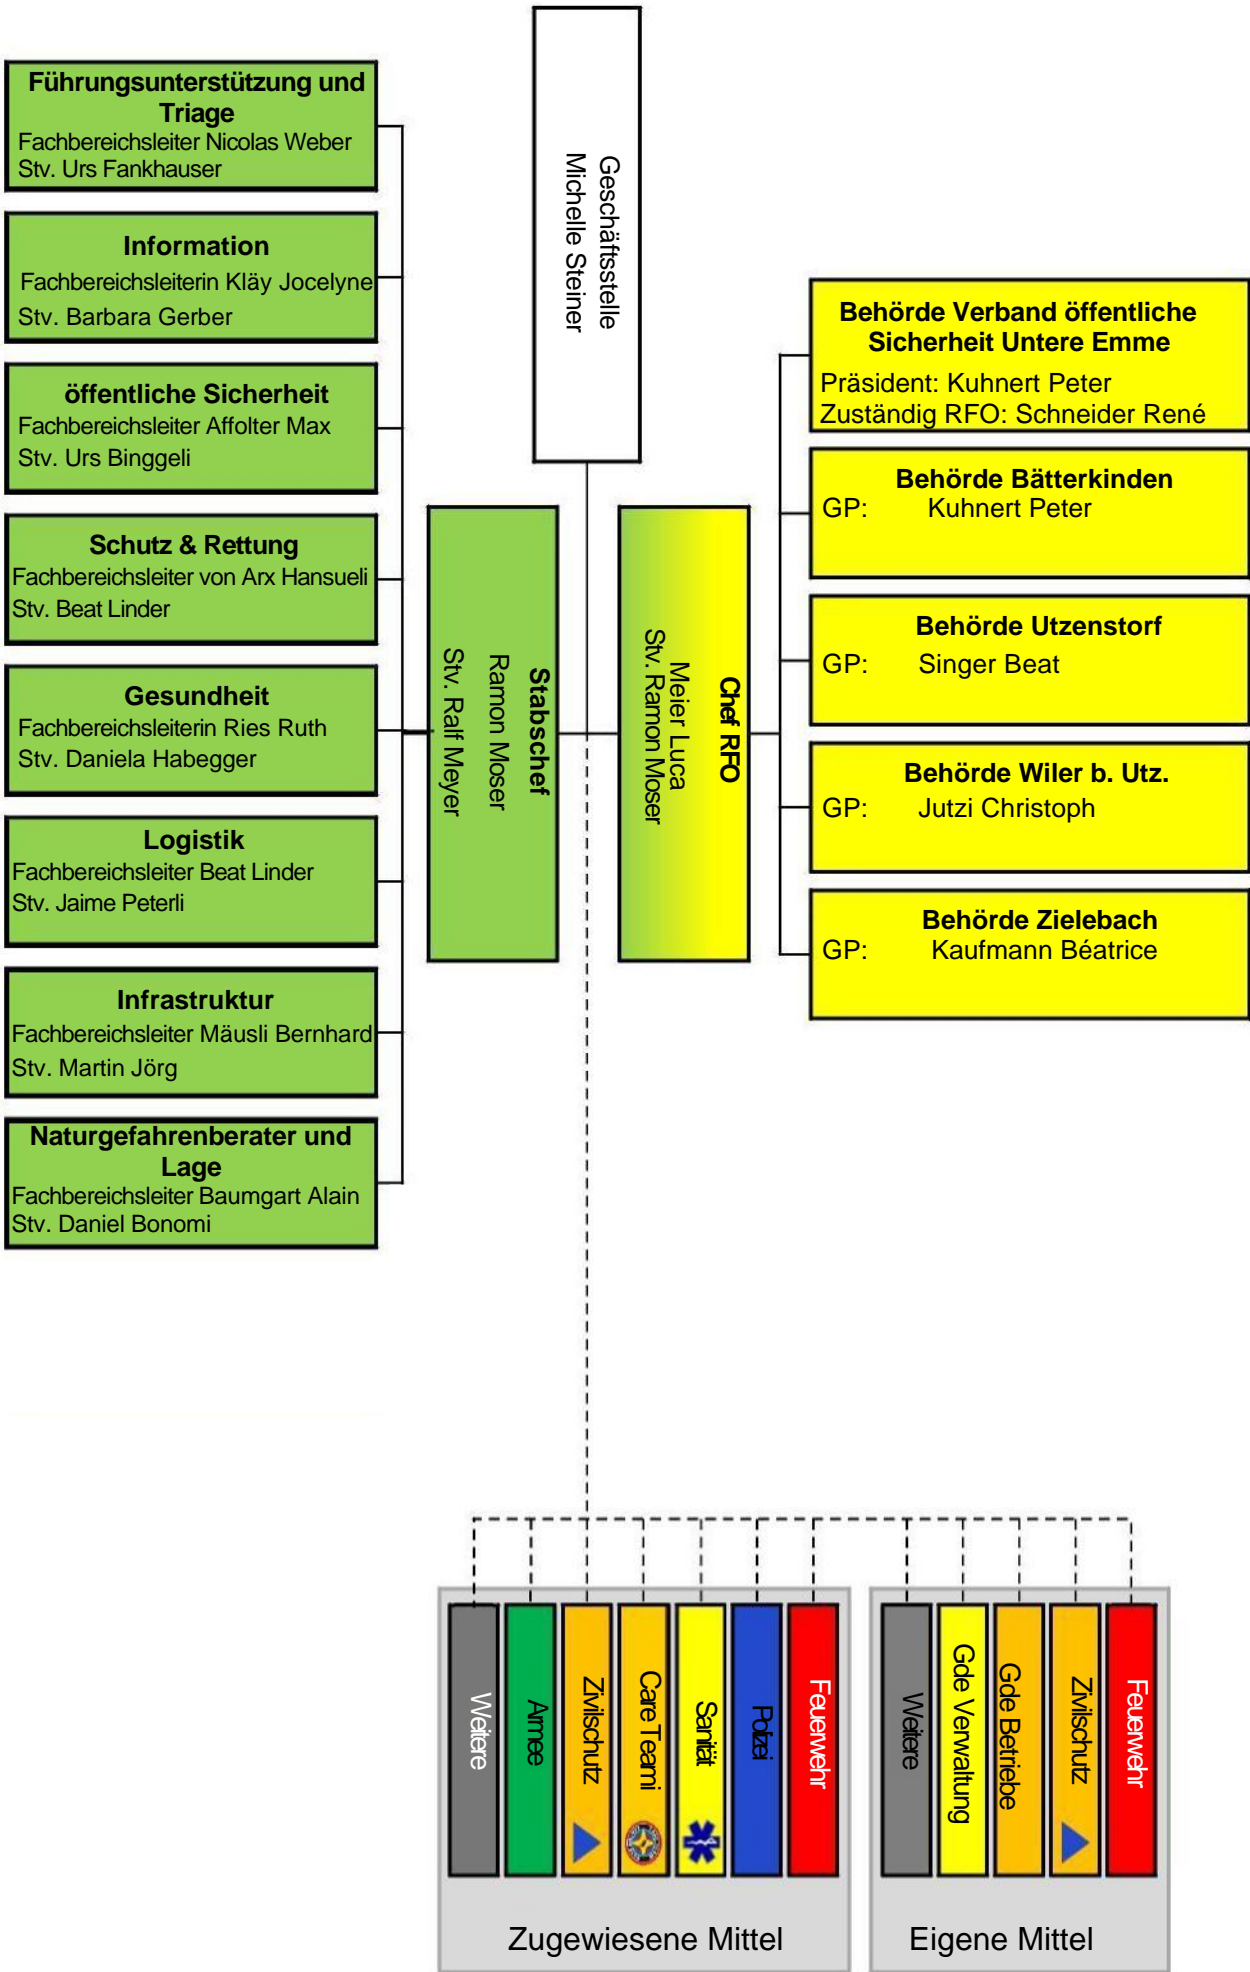 Führungsunterstützung und
Triage
Fachbereichsleiter Nicolas Weber
Stv. Urs Fankhauser
Information
Fachbereichsleiterin Kläy Jocelyne
Stv. Barbara Gerber
öffentliche Sicherheit
Fachbereichsleiter Affolter Max
Stv. Urs Binggeli
Schutz & Rettung
Fachbereichsleiter von Arx Hansueli
Stv. Beat Linder
Gesundheit
Fachbereichsleiterin Ries Ruth
Stv. Daniela Habegger
Logistik
Fachbereichsleiter Beat Linder
Stv. Jaime Peterli
Infrastruktur
Fachbereichsleiter Mäusli Bernhard
Stv. Martin Jörg
Naturgefahrenberater und
Lage
Fachbereichsleiter Baumgart Alain
Stv. Daniel Bonomi
Geschäftsstelle
Michelle Steiner
Stabschef
Ramon Moser
Stv. Ralf Meyer
Chef RFO
Meier Luca
Stv. Ramon Moser
Behörde Verband öffentliche
Sicherheit Untere Emme
Präsident: Kuhnert Peter
Zuständig RFO: Schneider René
Behörde Bätterkinden
GP: Kuhnert Peter
Behörde Utzenstorf
GP: Singer Beat
Behörde Wiler b. Utz.
GP: Jutzi Christoph
Behörde Zielebach
GP: Kaufmann Béatrice
Weitere
Armee
Zivilschutz
Care Teami
Sanität
Polizei
Feuerwehr
Zugewiesene Mittel
Weitere
Gde Verwaltung
Gde Betriebe
Zivilschutz
Feuerwehr
Eigene Mittel